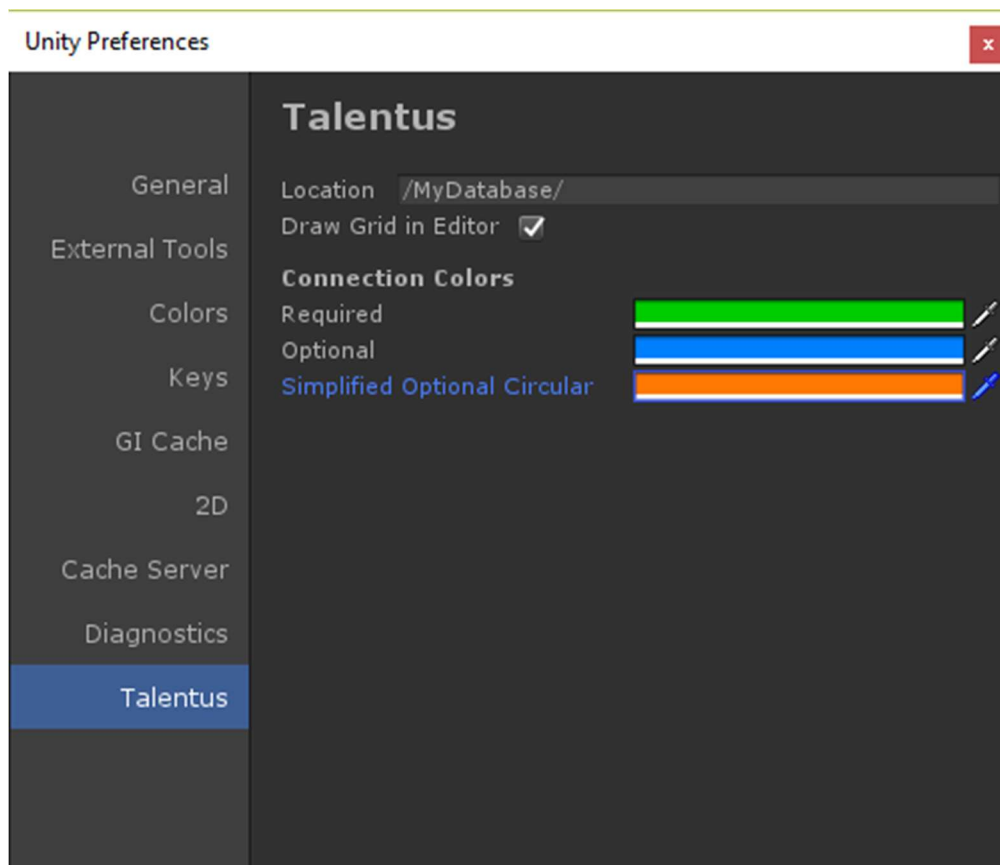 Unity Preferences
x
Talentus
General
External Tools
Colors
Keys
GI Cache
2D
Cache Server
Diagnostics
Talentus
Location /MyDatabase/
Draw Grid in Editor
Connection Colors
Required
Optional
Simplified Optional Circular